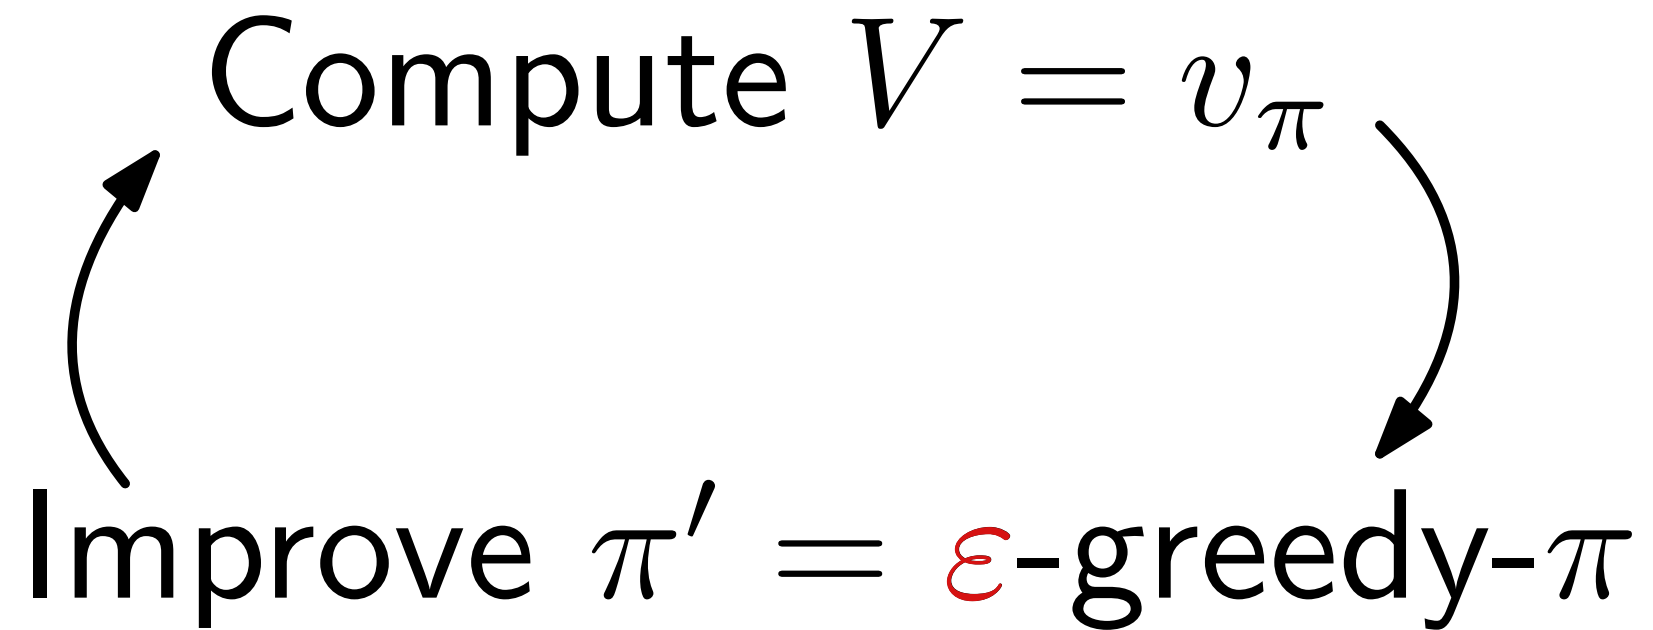 Compute V = v_π
Improve π′ = ε-greedy-π